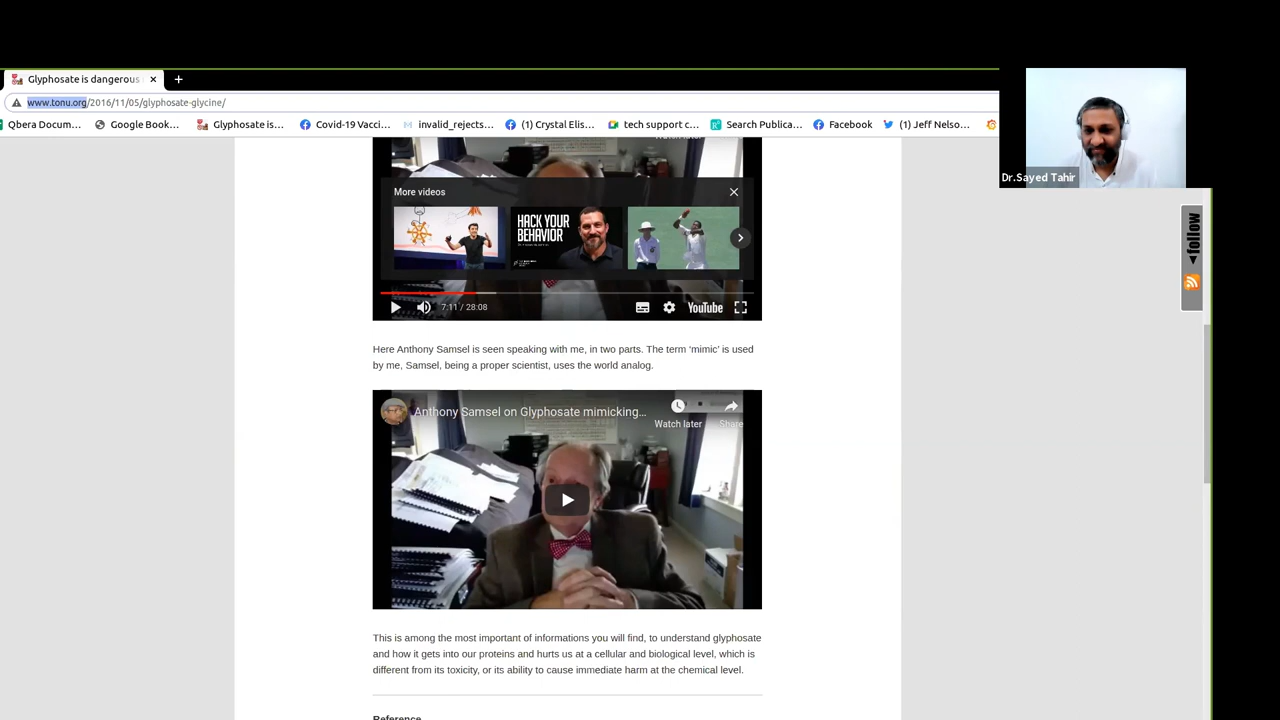 Glyphosate is dangerous
www.tonu.org/2016/11/05/glyphosate-glycine/
Qbera Docum...
Google Book...
Glyphosate is...
Covid-19 Vacci...
invalid_rejects...
(1) Crystal Elis...
tech support c...
Search Publica...
Facebook
(1) Jeff Nelso...
Dr.Sayed Tahir
More videos
HACK YOUR
BEHAVIOR
7:11 / 28:08
YouTube
follow
Here Anthony Samsel is seen speaking with me, in two parts. The term ‘mimic’ is used
by me, Samsel, being a proper scientist, uses the world analog.
Anthony Samsel on Glyphosate mimicking...
Watch later
Share
This is among the most important of informations you will find, to understand glyphosate
and how it gets into our proteins and hurts us at a cellular and biological level, which is
different from its toxicity, or its ability to cause immediate harm at the chemical level.
Reference